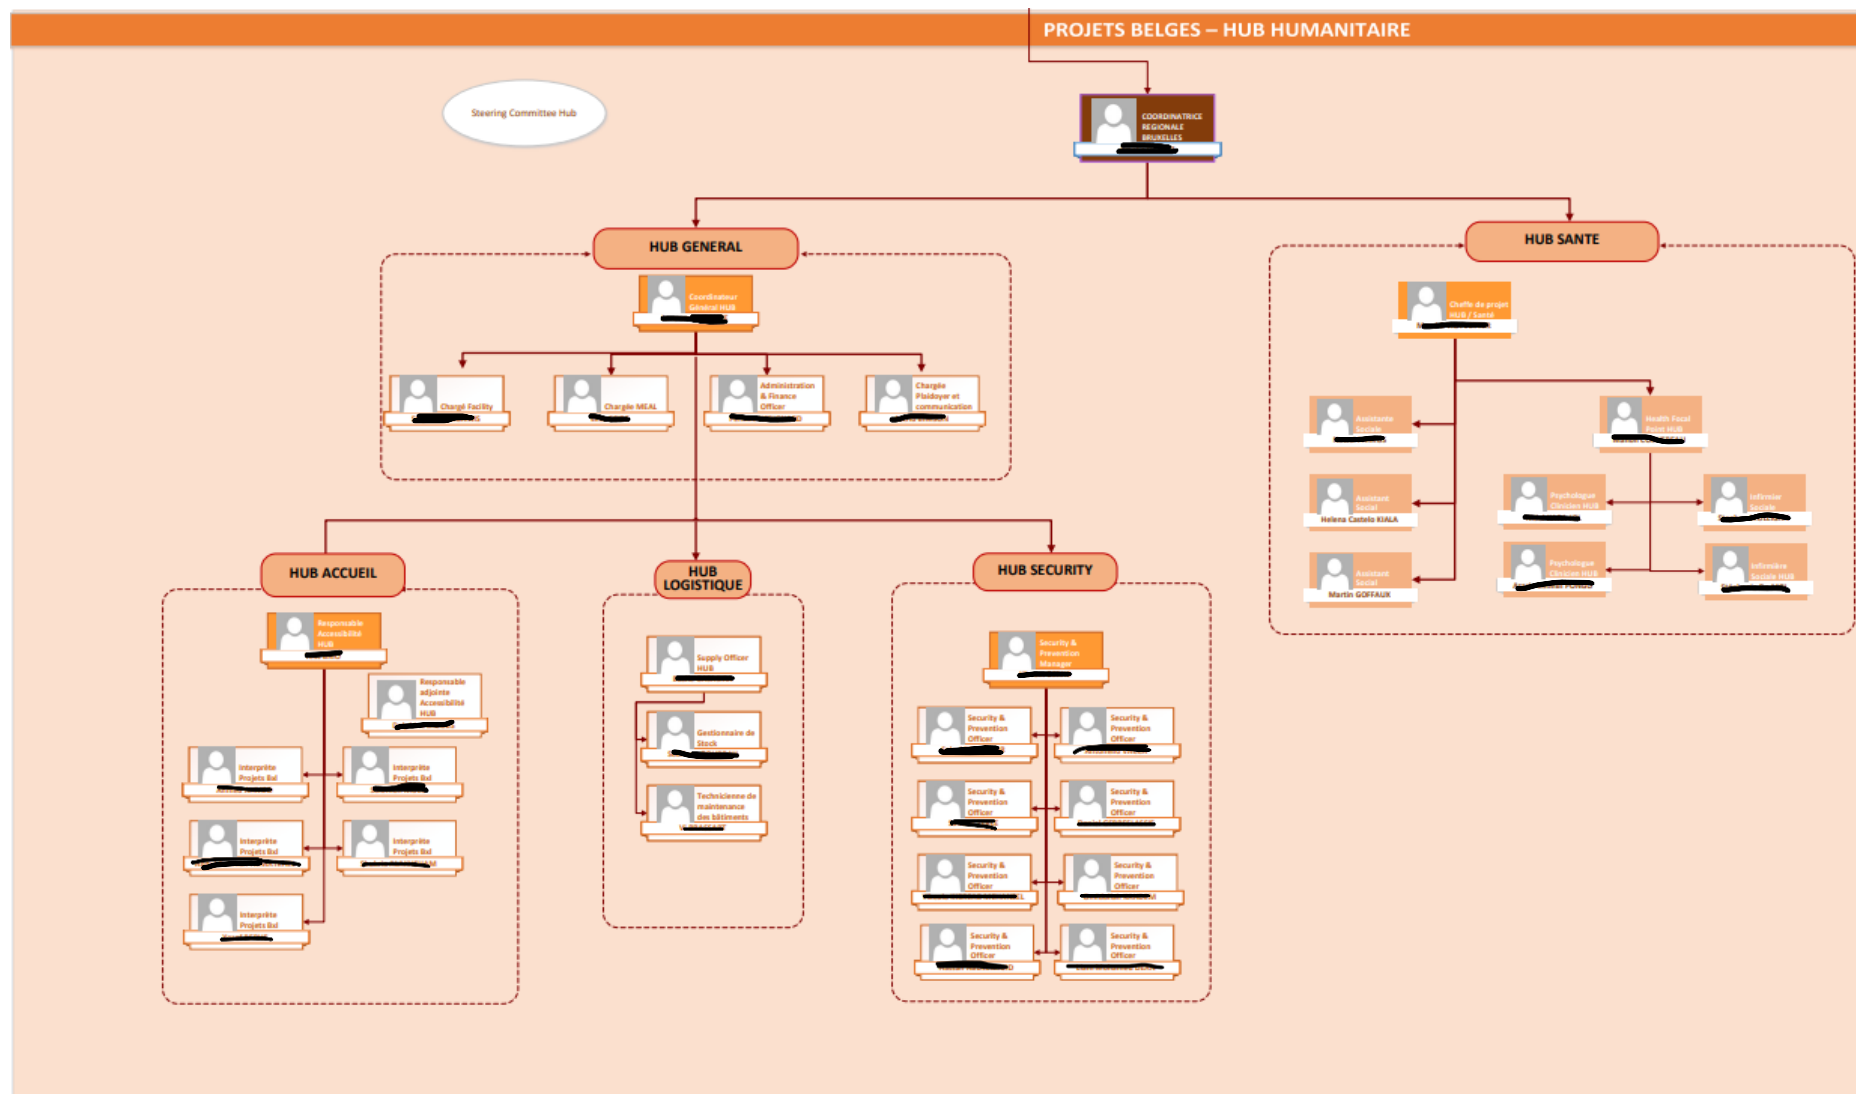 PROJETS BELGES – HUB HUMANITAIRE
Steering Committee Hub
COORDINATRICE
REGIONALE
BRUXELLES
HUB GENERAL
HUB SANTE
Coordinateur
Général HUB
Cheffe de projet
HUB / Santé
Chargé Facility
Chargée MEAL
Administration
& Finance
Officer
Chargée
Plaidoyer et
communication
Assistante
Sociale
Health Focal
Point HUB
Assistant
Social
Helena Castelo KIALA
Psychologue
Clinicien HUB
Infirmier
Sociale
Assistant
Social
Martin GOFFAUX
Psychologue
Clinicien HUB
Infirmière
Sociale HUB
HUB ACCUEIL
HUB
LOGISTIQUE
HUB SECURITY
Responsable
Accessibilité
HUB
Responsable
adjointe
Accessibilité
HUB
Interprète
Projets Bxl
Interprète
Projets Bxl
Interprète
Projets Bxl
Interprète
Projets Bxl
Interprète
Projets Bxl
Supply Officer
HUB
Gestionnaire de
Stock
Technicienne de
maintenance
des bâtiments
Security &
Prevention
Manager
Security &
Prevention
Officer
Security &
Prevention
Officer
Security &
Prevention
Officer
Security &
Prevention
Officer
Security &
Prevention
Officer
Security &
Prevention
Officer
Security &
Prevention
Officer
Security &
Prevention
Officer